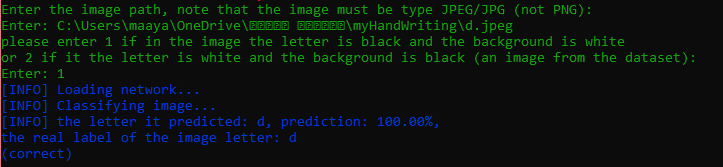 Enter the image path, note that the image must be type JPEG/JPG (not PNG):
Enter: C:\Users\maaya\OneDrive\ \myHandWriting\d.jpeg
please enter 1 if in the image the letter is black and the background is white
or 2 if it the letter is white and the background is black (an image from the dataset):
Enter: 1
[INFO] Loading network...
[INFO] Classifying image...
[INFO] the letter it predicted: d, prediction: 100.00%,
the real label of the image letter: d
(correct)